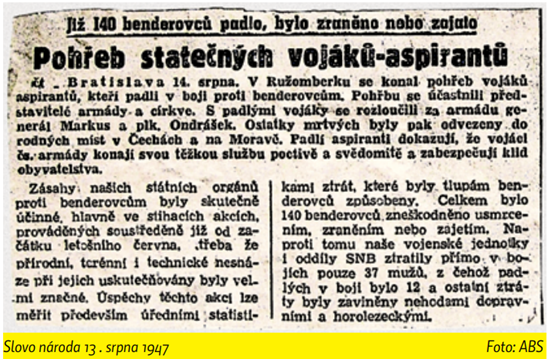 Již 140 benderovců padlo, bylo zraněno nebo zajato
Pohřeb statečných vojáků-aspirantů
čt – Bratislava 14. srpna. V Ružomberku se konal pohřeb vojáků
aspirantů, kteří padli v boji proti benderovcům. Pohřbu se účastnili před-
stavitelé armády a církve. S padlými vojáky se rozloučili za armádu ge-
nerál Markus a plk. Ondrášek. Ostatky mrtvých byly pak odvezeny do
rodných míst v Čechách a na Moravě. Padlí aspiranti dokazují, že vojáci
čs. armády konají svou těžkou službu poctivě a svědomitě a zabezpečují klid
obyvatelstva.
Zásahy našich státních orgánů
proti benderovcům byly skutečně
účinné, hlavně ve stihacích akcích,
prováděných soustředěně již od za-
čátku letošního června, třeba že
přírodní, terénní i technické nesná-
ze při jejich uskutečňovány byly vel-
mi značné. Úspěchy těchto akcí lze
měřit především úředními statisti-
kami ztrát, které byly tlupám ben-
derovců způsobeny. Celkem bylo
140 benderovců zneškodněno usmrce-
ním, zraněním nebo zajetím. Na-
proti tomu naše vojenské jednotky
i oddíly SNB ztratily přímo v bo-
jích pouze 37 mužů, z čehož pad-
lých v boji bylo 12 a ostatní ztrá-
ty byly zaviněny nehodami dopravní-
mi a horolezeckými.
Slovo národa 13. srpna 1947
Foto: ABS